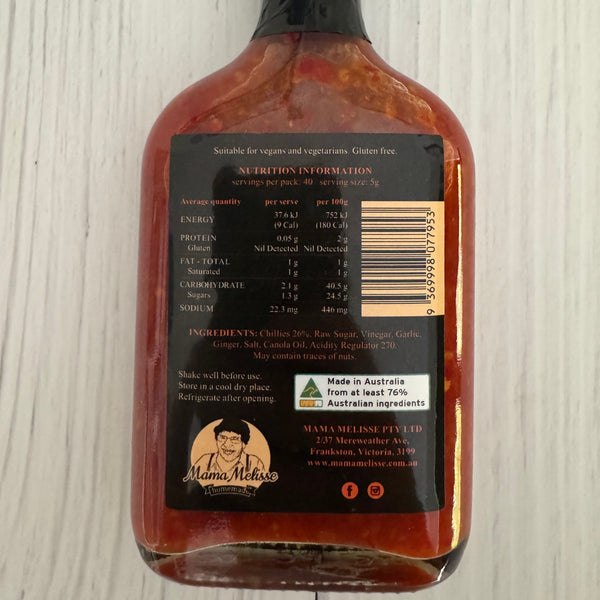 Suitable for vegans and vegetarians. Gluten free.
NUTRITION INFORMATION
servings per pack: 40 serving size: 5g
Average quantity per serve per 100g
ENERGY 37.6 kJ 752 kJ
(9 Cal) (180 Cal)
PROTEIN 0.05 g 2 g
Gluten Nil Detected Nil Detected
FAT - TOTAL 1 g 1 g
Saturated 1 g 1 g
CARBOHYDRATE 2.1 g 40.5 g
Sugars 1.3 g 24.5 g
SODIUM 22.3 mg 446 mg
9 369998 077953
INGREDIENTS: Chillies 26%, Raw Sugar, Vinegar, Garlic,
Ginger, Salt, Canola Oil, Acidity Regulator 270.
May contain traces of nuts.
Shake well before use.
Store in a cool dry place.
Refrigerate after opening.
Made in Australia
from at least 76%
Australian ingredients
Mama Melisse
homemade
MAMA MELISSE PTY LTD
2/37 Mereweather Ave,
Frankston, Victoria, 3199
www.mamamelisse.com.au